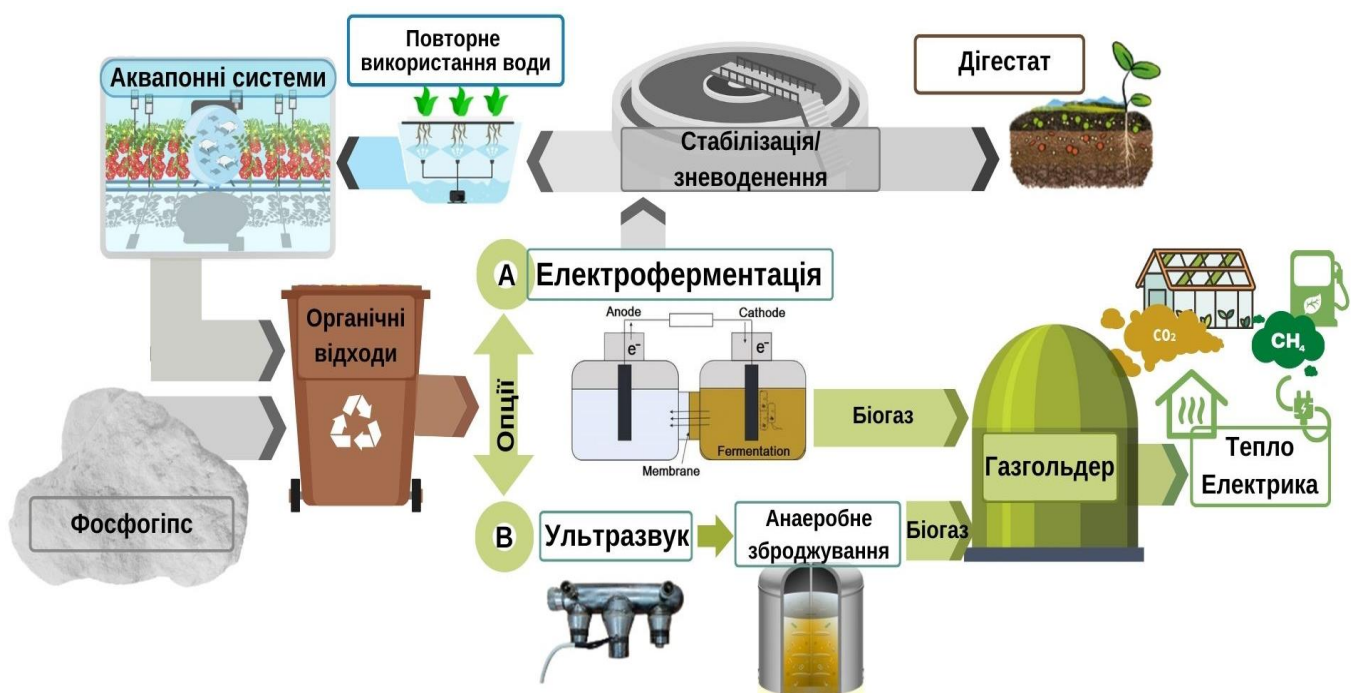 Аквапонні системи
Повторне
використання води
Стабілізація/
зневоденення
Дігестат
Органічні
відходи
Фосфогіпс
Опції
A
Електроферментація
Anode
Cathode
e⁻
e⁻
Membrane
Fermentation
Біогаз
B
Ультразвук
Анаеробне
зброджування
Біогаз
Газгольдер
CO₂
CH₄
Тепло
Електрика